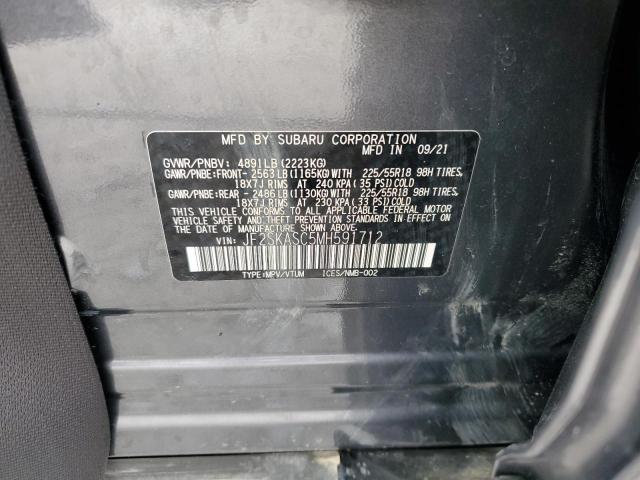 MFD BY SUBARU CORPORATION
MFD IN 09/21
GVWR/PNBV: 4891LB(2223KG)
GAWR/PNBE:FRONT- 2563LB(1165KG)WITH 225/55R18 98H TIRES,
18X7J RIMS AT 240 KPA(35 PSI)COLD
GAWR/PNBE:REAR - 2486LB(1130KG)WITH 225/55R18 98H TIRES,
18X7J RIMS AT 230 KPA(33 PSI)COLD
THIS VEHICLE CONFORMS TO ALL APPLICABLE FEDERAL MOTOR
VEHICLE SAFETY AND BUMPER STANDARDS IN EFFECT ON THE
DATE OF MANUFACTURE SHOWN ABOVE.
VIN: JF2SKASC5MH591712
TYPE:MPV/VTUM ICES/NMB-002